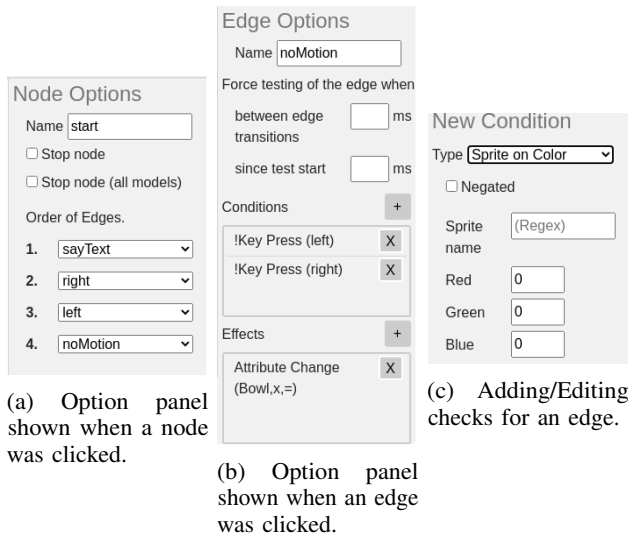 Node Options
Name start
Stop node
Stop node (all models)
Order of Edges.
1. sayText
2. right
3. left
4. noMotion
(a) Option panel
shown when a node
was clicked.
Edge Options
Name noMotion
Force testing of the edge when
between edge
transitions
ms
since test start ms
Conditions +
!Key Press (left) X
!Key Press (right) X
Effects +
Attribute Change X
(Bowl,x,=)
(b) Option panel
shown when an edge
was clicked.
New Condition
Type Sprite on Color
Negated
Sprite
name
(Regex)
Red 0
Green 0
Blue 0
(c) Adding/Editing
checks for an edge.